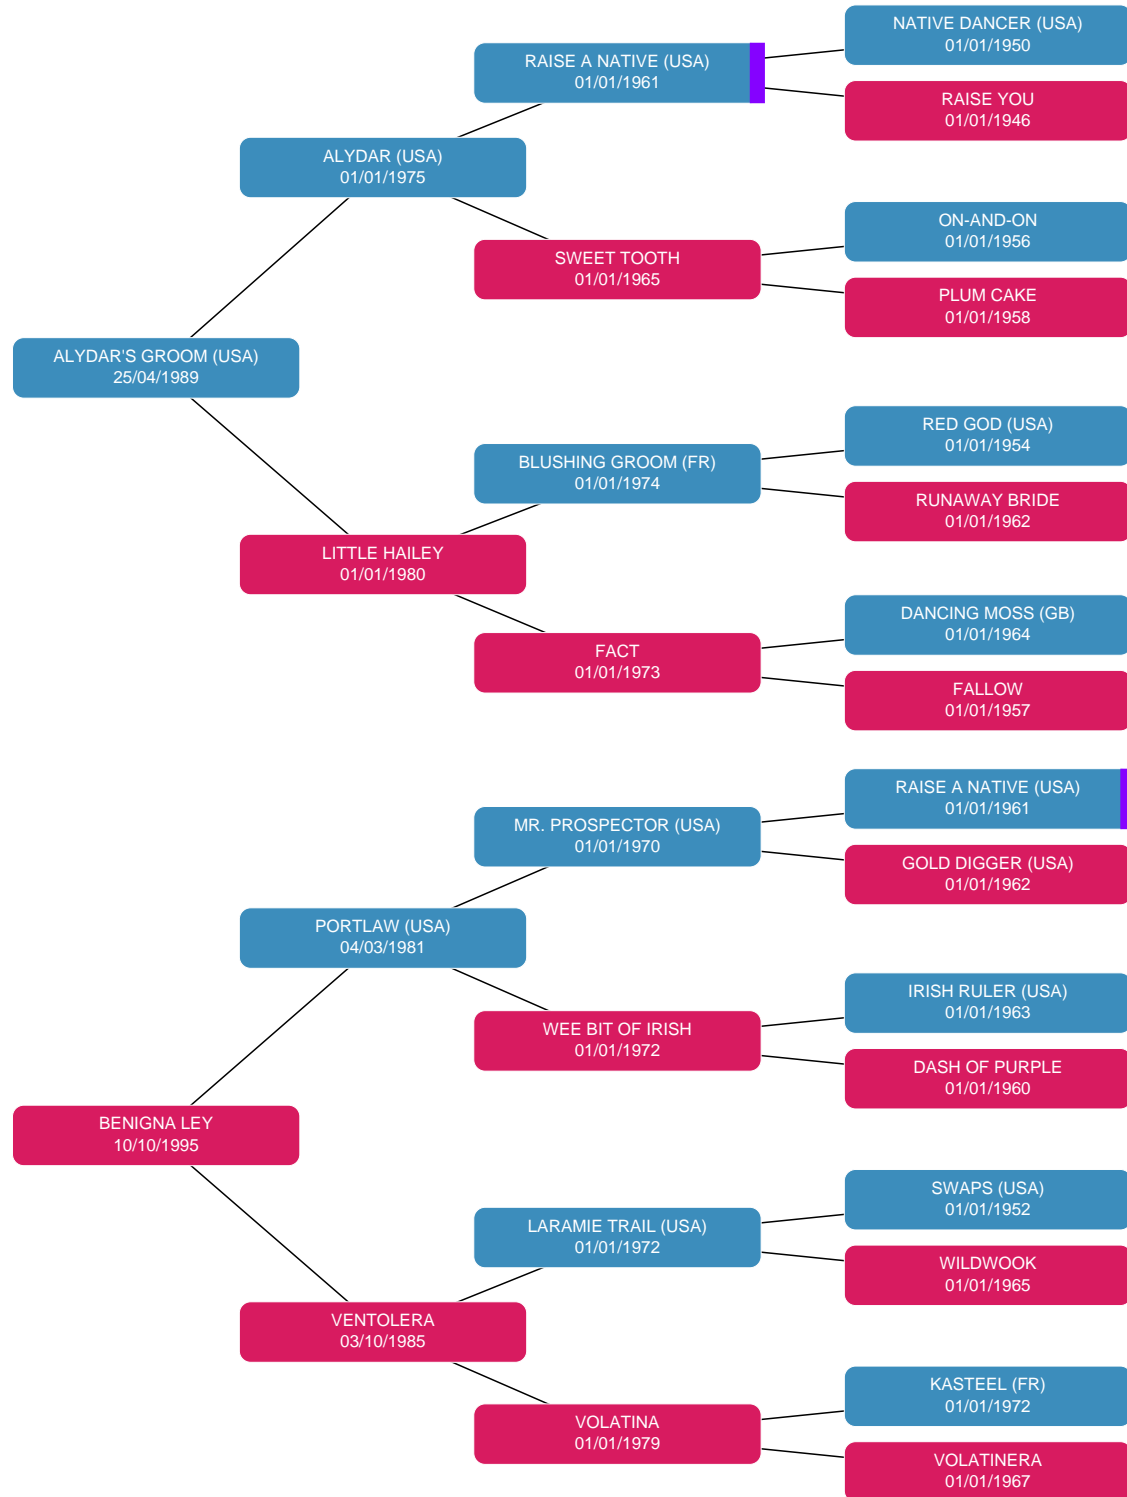 NATIVE DANCER (USA)
01/01/1950
RAISE A NATIVE (USA)
01/01/1961
RAISE YOU
01/01/1946
ALYDAR (USA)
01/01/1975
ON-AND-ON
01/01/1956
SWEET TOOTH
01/01/1965
PLUM CAKE
01/01/1958
ALYDAR'S GROOM (USA)
25/04/1989
RED GOD (USA)
01/01/1954
BLUSHING GROOM (FR)
01/01/1974
RUNAWAY BRIDE
01/01/1962
LITTLE HAILEY
01/01/1980
DANCING MOSS (GB)
01/01/1964
FACT
01/01/1973
FALLOW
01/01/1957
RAISE A NATIVE (USA)
01/01/1961
MR. PROSPECTOR (USA)
01/01/1970
GOLD DIGGER (USA)
01/01/1962
PORTLAW (USA)
04/03/1981
IRISH RULER (USA)
01/01/1963
WEE BIT OF IRISH
01/01/1972
DASH OF PURPLE
01/01/1960
BENIGNA LEY
10/10/1995
SWAPS (USA)
01/01/1952
LARAMIE TRAIL (USA)
01/01/1972
WILDWOOK
01/01/1965
VENTOLERA
03/10/1985
KASTEEL (FR)
01/01/1972
VOLATINA
01/01/1979
VOLATINERA
01/01/1967